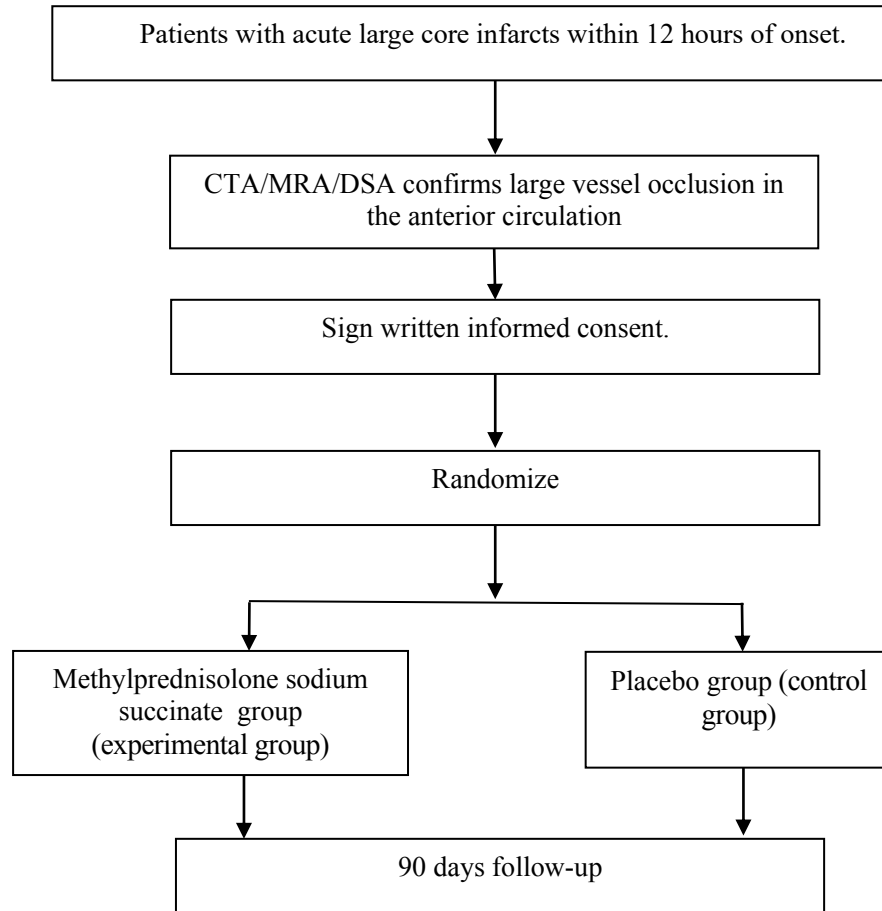 Patients with acute large core infarcts within 12 hours of onset.
CTA/MRA/DSA confirms large vessel occlusion in
the anterior circulation
Sign written informed consent.
Randomize
Methylprednisolone sodium
succinate group
(experimental group)
Placebo group (control
group)
90 days follow-up